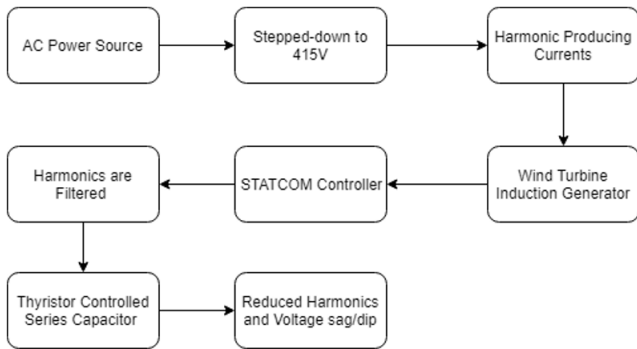 AC Power Source
Stepped-down to
415V
Harmonic Producing
Currents
Wind Turbine
Induction Generator
STATCOM Controller
Harmonics are
Filtered
Thyristor Controlled
Series Capacitor
Reduced Harmonics
and Voltage sag/dip